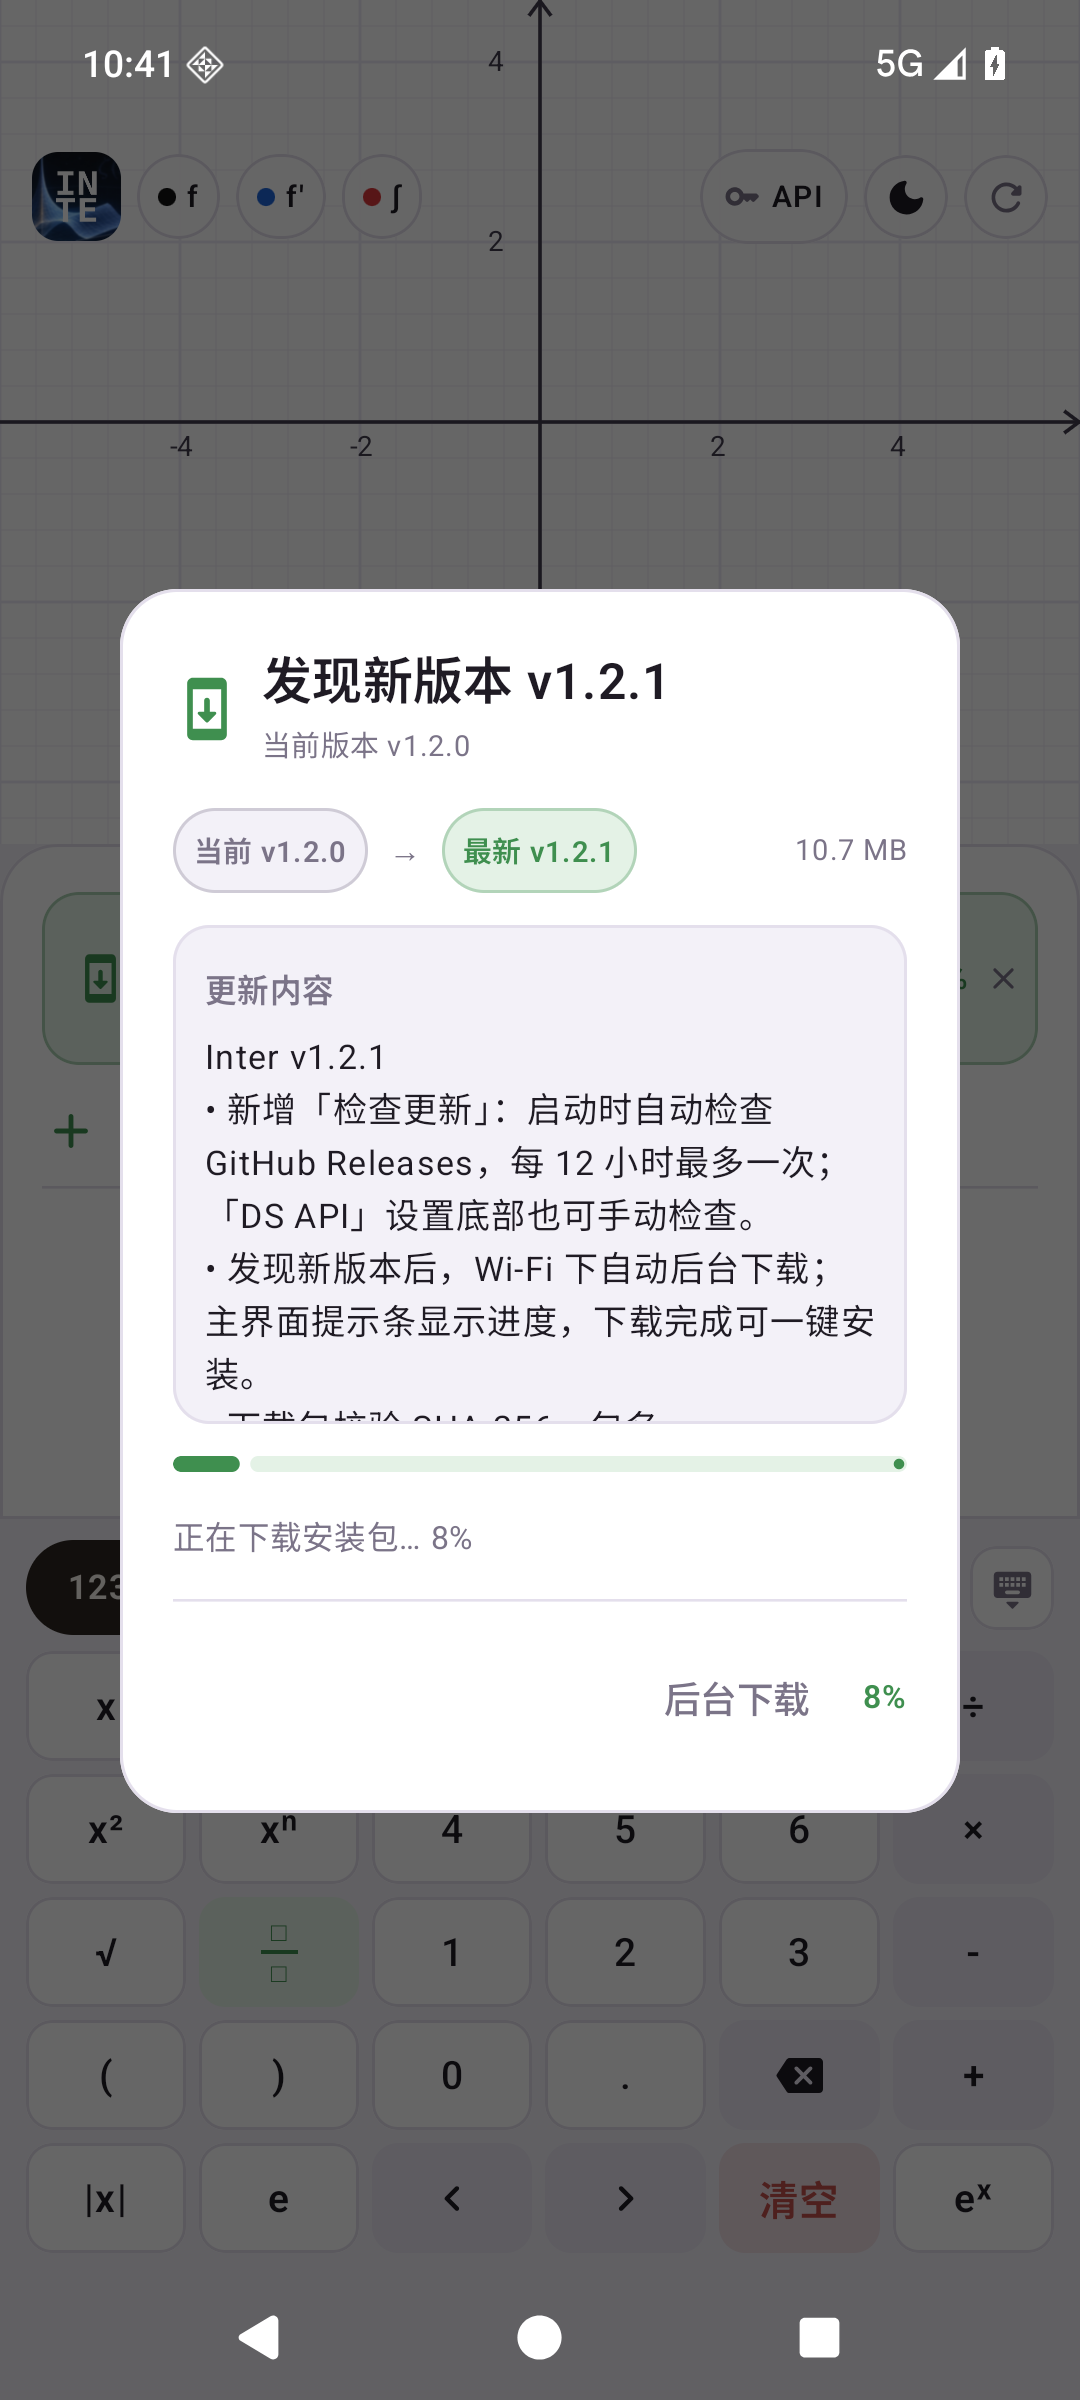 10:41 5G
4
IN
TE
f f' ∫ API
2
-4 -2 2 4
发现新版本 v1.2.1
当前版本 v1.2.0
当前 v1.2.0 → 最新 v1.2.1 10.7 MB
更新内容
Inter v1.2.1
• 新增「检查更新」：启动时自动检查
GitHub Releases，每 12 小时最多一次；
「DS API」设置底部也可手动检查。
• 发现新版本后，Wi-Fi 下自动后台下载；
主界面提示条显示进度，下载完成可一键安
装。
正在下载安装包... 8%
后台下载 8%
123
x ÷
x² xⁿ 4 5 6 ×
√ 1 2 3 -
( ) 0 . +
|x| e < > 清空 eˣ